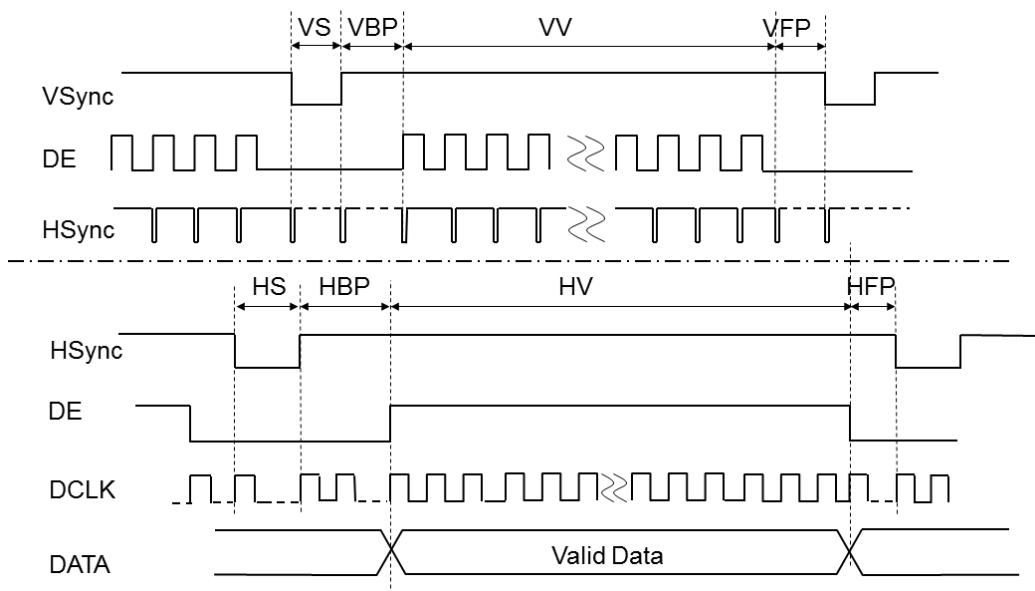 VS VBP VV VFP
VSync
DE
HSync
HS HBP HV HFP
HSync
DE
DCLK
DATA Valid Data